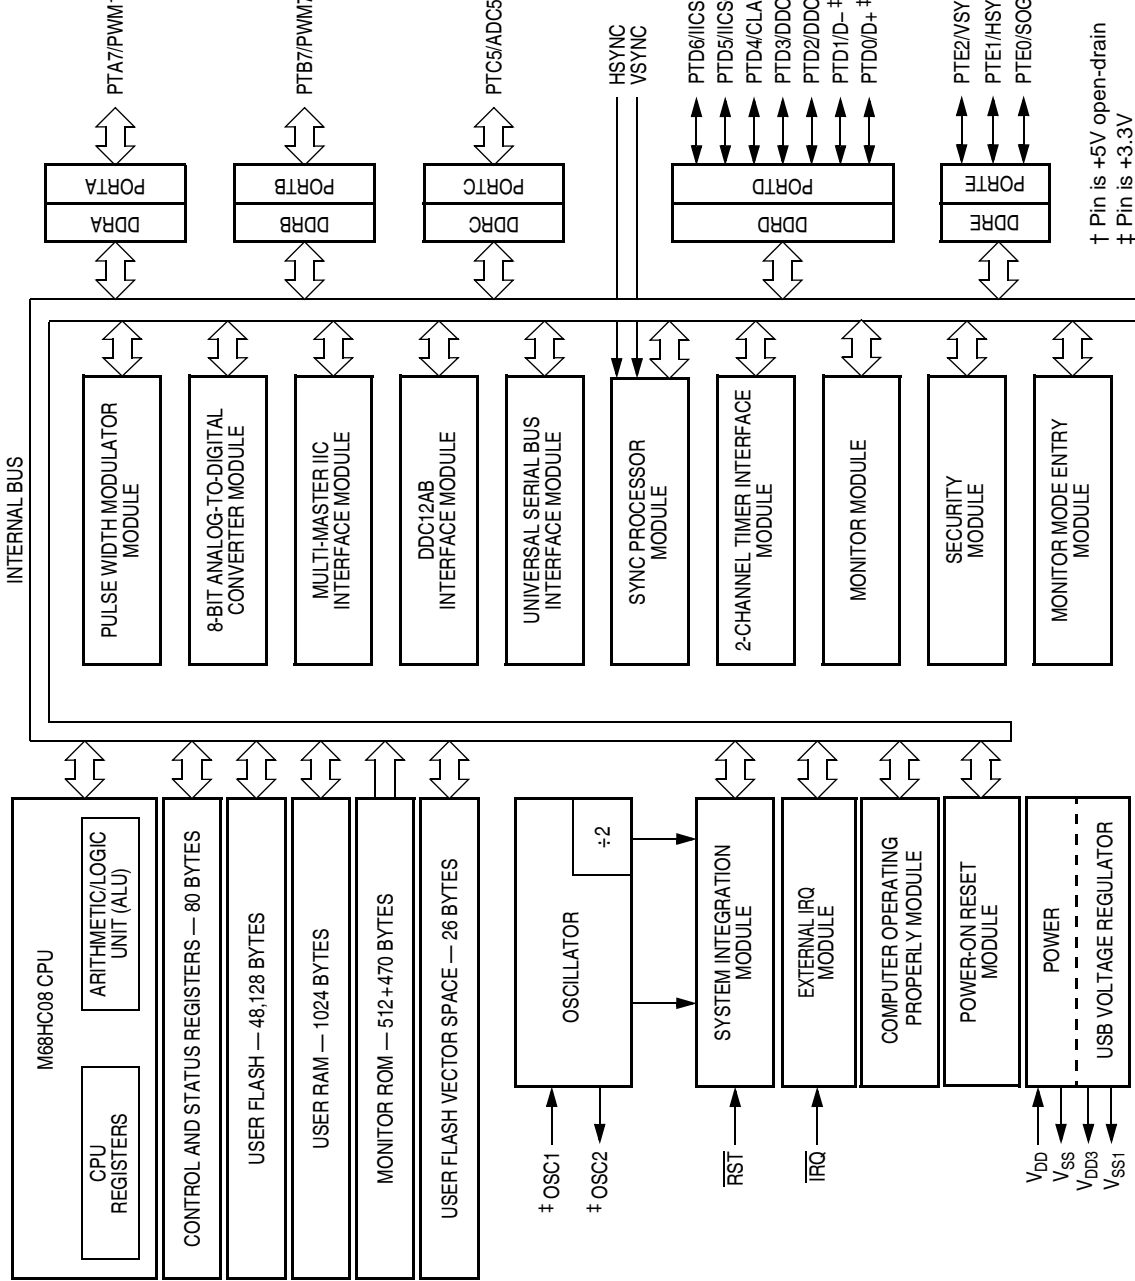 INTERNAL BUS
M68HC08 CPU
CPU
REGISTERS
ARITHMETIC/LOGIC
UNIT (ALU)
CONTROL AND STATUS REGISTERS — 80 BYTES
USER FLASH — 48,128 BYTES
USER RAM — 1024 BYTES
MONITOR ROM — 512+470 BYTES
USER FLASH VECTOR SPACE — 26 BYTES
‡ OSC1
‡ OSC2
OSCILLATOR
÷2
RST
SYSTEM INTEGRATION
MODULE
IRQ
EXTERNAL IRQ
MODULE
COMPUTER OPERATING
PROPERLY MODULE
POWER-ON RESET
MODULE
VDD
VSS
VDD3
VSS1
POWER
USB VOLTAGE REGULATOR
PULSE WIDTH MODULATOR
MODULE
8-BIT ANALOG-TO-DIGITAL
CONVERTER MODULE
MULTI-MASTER IIC
INTERFACE MODULE
DDC12AB
INTERFACE MODULE
UNIVERSAL SERIAL BUS
INTERFACE MODULE
SYNC PROCESSOR
MODULE
2-CHANNEL TIMER INTERFACE
MODULE
MONITOR MODULE
SECURITY
MODULE
MONITOR MODE ENTRY
MODULE
DDRA
PORTA
PTA7/PWM
DDRB
PORTB
PTB7/PWM7
DDRC
PORTC
PTC5/ADC5
HSYNC
VSYNC
DDRD
PORTD
PTD6/IICS
PTD5/IICS
PTD4/CLA
PTD3/DDC
PTD2/DDC
PTD1/D– ‡
PTD0/D+ ‡
DDRE
PORTE
PTE2/VSY
PTE1/HSY
PTE0/SOG
† Pin is +5V open-drain
‡ Pin is +3.3V